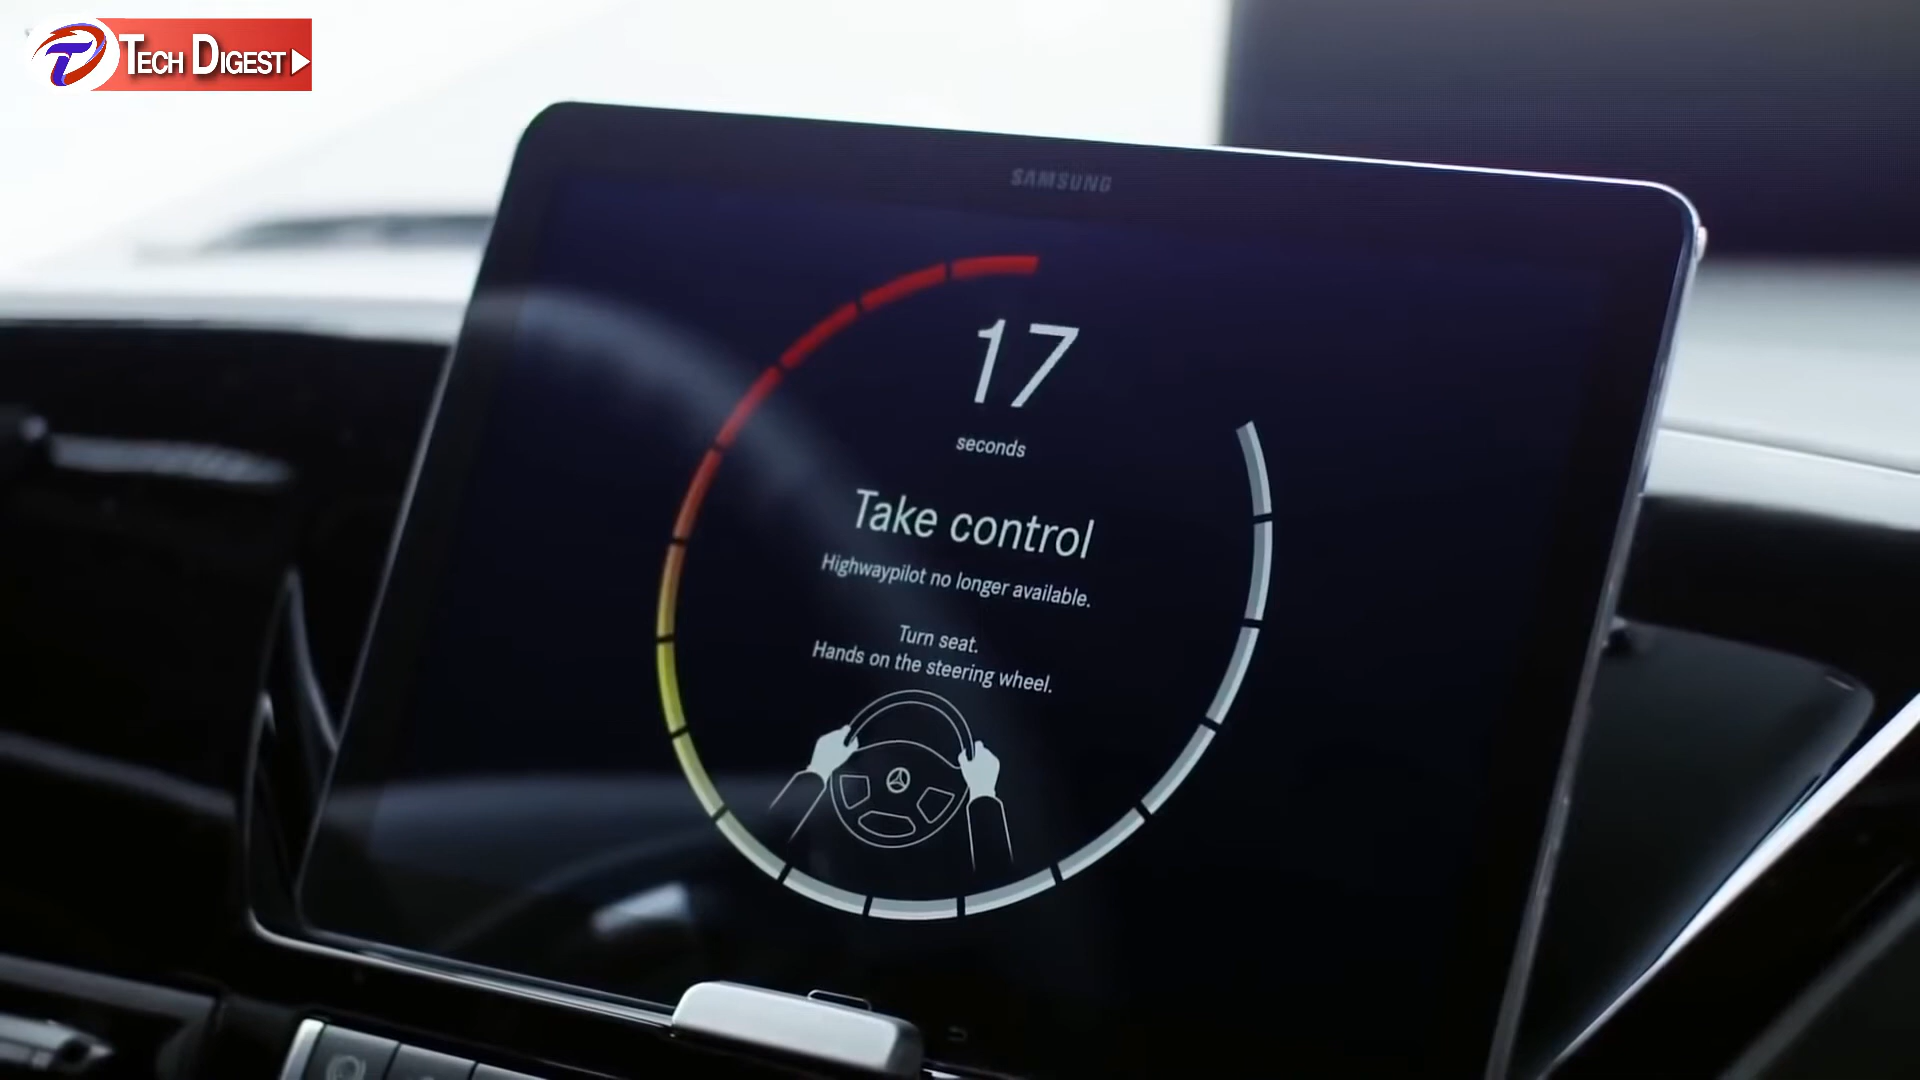 TECH DIGEST
SAMSUNG
17
seconds
Take control
Highwaypilot no longer available.
Turn seat.
Hands on the steering wheel.